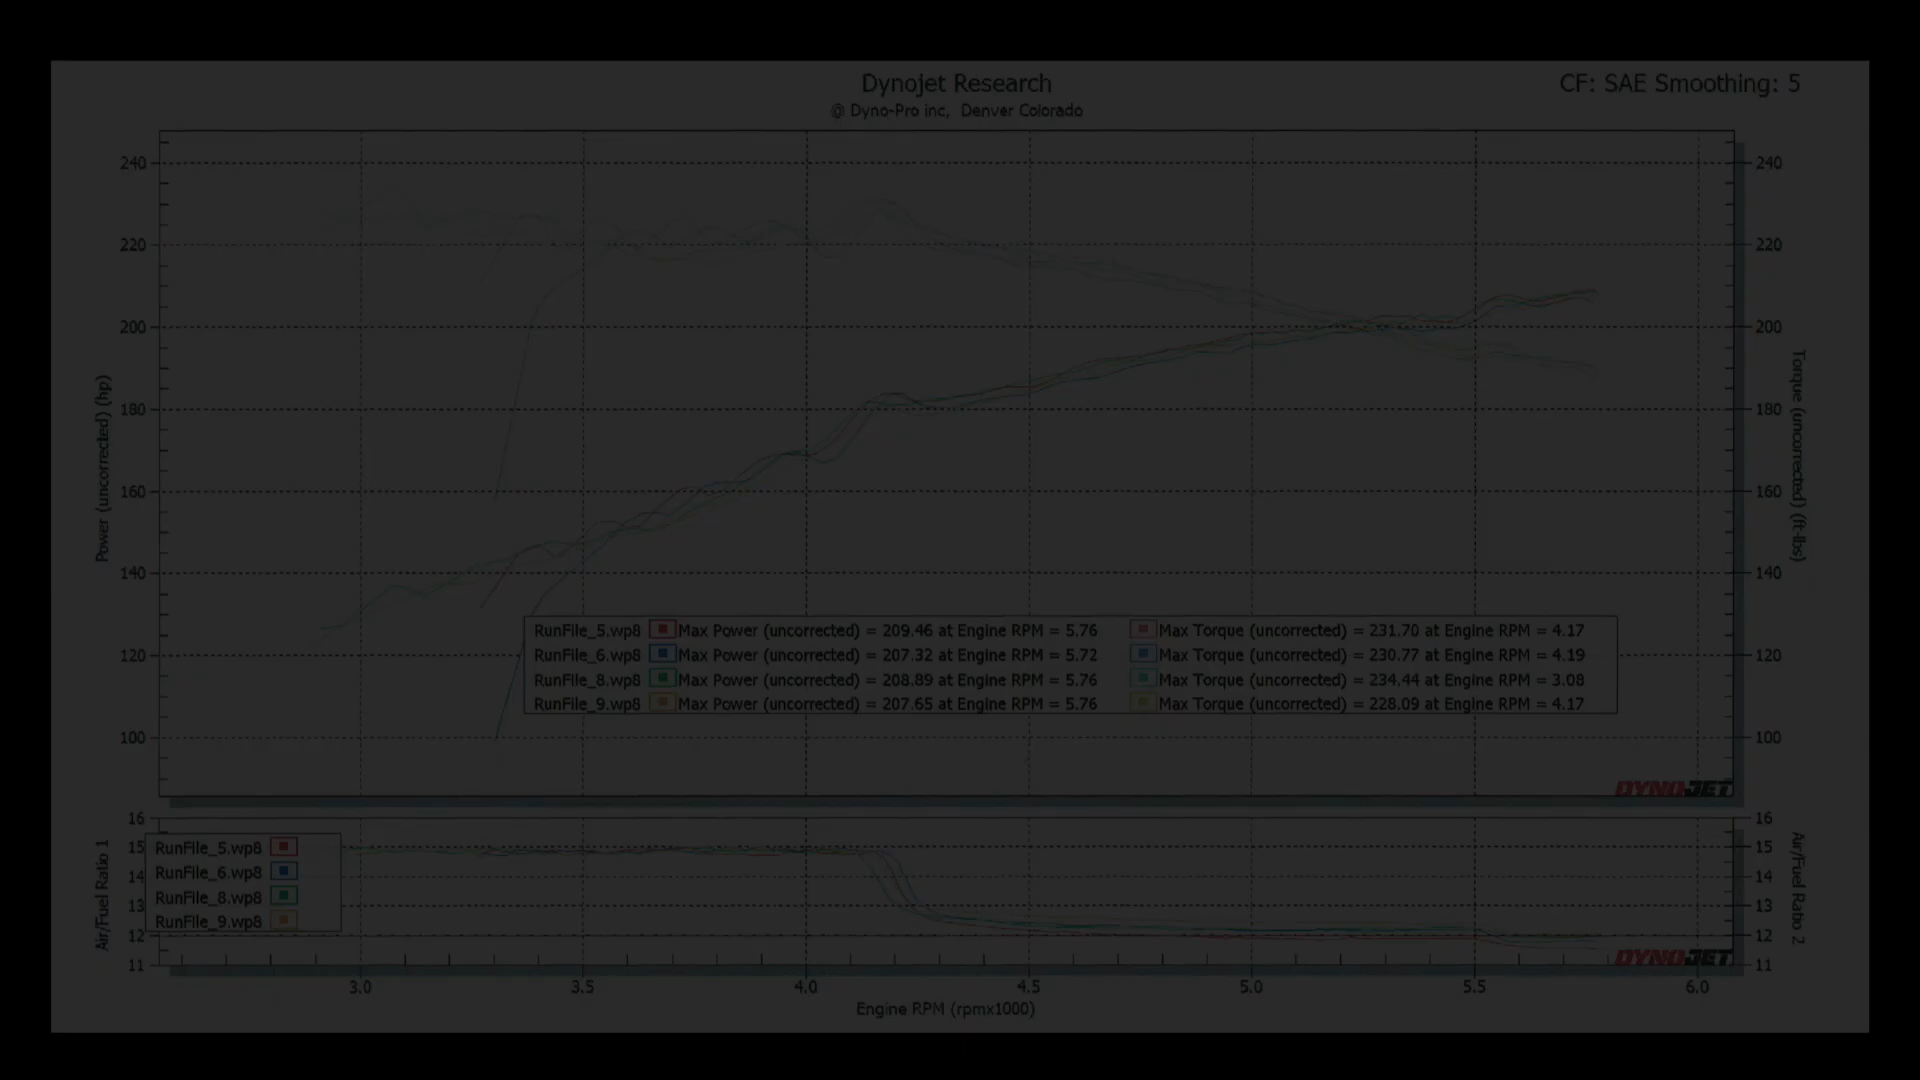 Dynojet Research
CF: SAE Smoothing: 5
@ Dyno-Pro inc, Denver Colorado
240 240
220 220
200 200
180 180
160 160
140 140
120 120
100 100
Power (uncorrected) (hp)
Torque (uncorrected) (ft-lbs)
RunFile_5.wp8 Max Power (uncorrected) = 209.46 at Engine RPM = 5.76 Max Torque (uncorrected) = 231.70 at Engine RPM = 4.17
RunFile_6.wp8 Max Power (uncorrected) = 207.32 at Engine RPM = 5.72 Max Torque (uncorrected) = 230.77 at Engine RPM = 4.19
RunFile_8.wp8 Max Power (uncorrected) = 208.89 at Engine RPM = 5.76 Max Torque (uncorrected) = 234.44 at Engine RPM = 3.08
RunFile_9.wp8 Max Power (uncorrected) = 207.65 at Engine RPM = 5.76 Max Torque (uncorrected) = 228.09 at Engine RPM = 4.17
DYNOJET
16 16
15 15
14 14
13 13
12 12
11 11
Air/Fuel Ratio 1
Air/Fuel Ratio 2
RunFile_5.wp8
RunFile_6.wp8
RunFile_8.wp8
RunFile_9.wp8
DYNOJET
3.0 3.5 4.0 4.5 5.0 5.5 6.0
Engine RPM (rpmx1000)